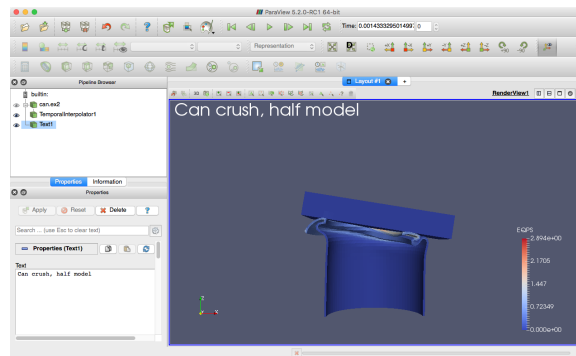 ParaView 5.2.0-RC1 64-bit
Time: 0.00143332950149971 0
Representation
Pipeline Browser
Layout #1
+
builtin:
can.ex2
TemporalInterpolator1
Text1
3D
RenderView1
Can crush, half model
Properties Information
Properties
Apply Reset Delete ?
Search ... (use Esc to clear text)
Properties (Text1)
Text
Can crush, half model
EQPS
2.894e+00
2.1705
1.447
0.72349
0.000e+00
Z
Y X